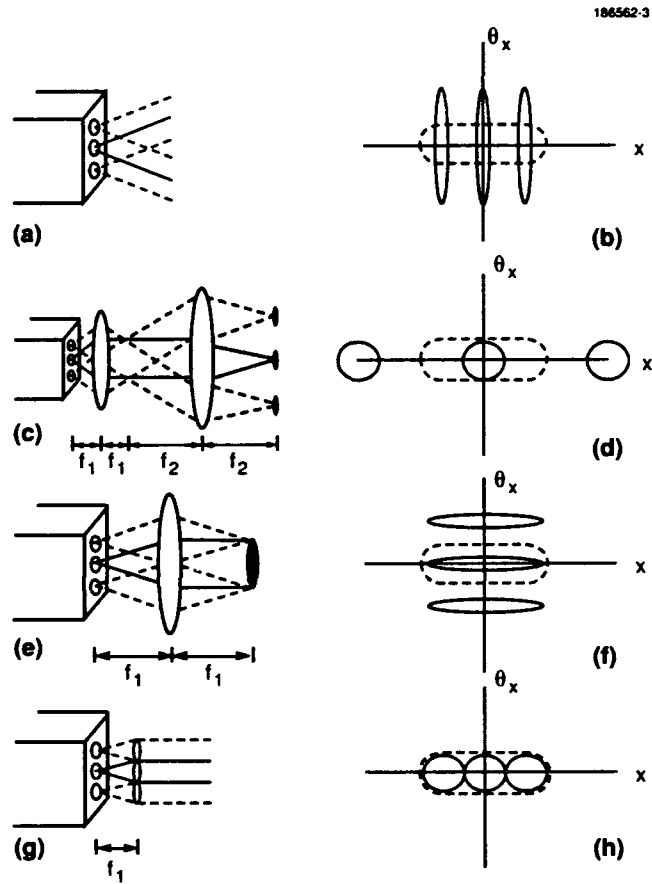 186562-3
θx
x
(a)
(b)
θx
x
(c)
f1 f1 f2 f2
(d)
θx
x
(e)
f1 f1
(f)
θx
x
(g)
f1
(h)